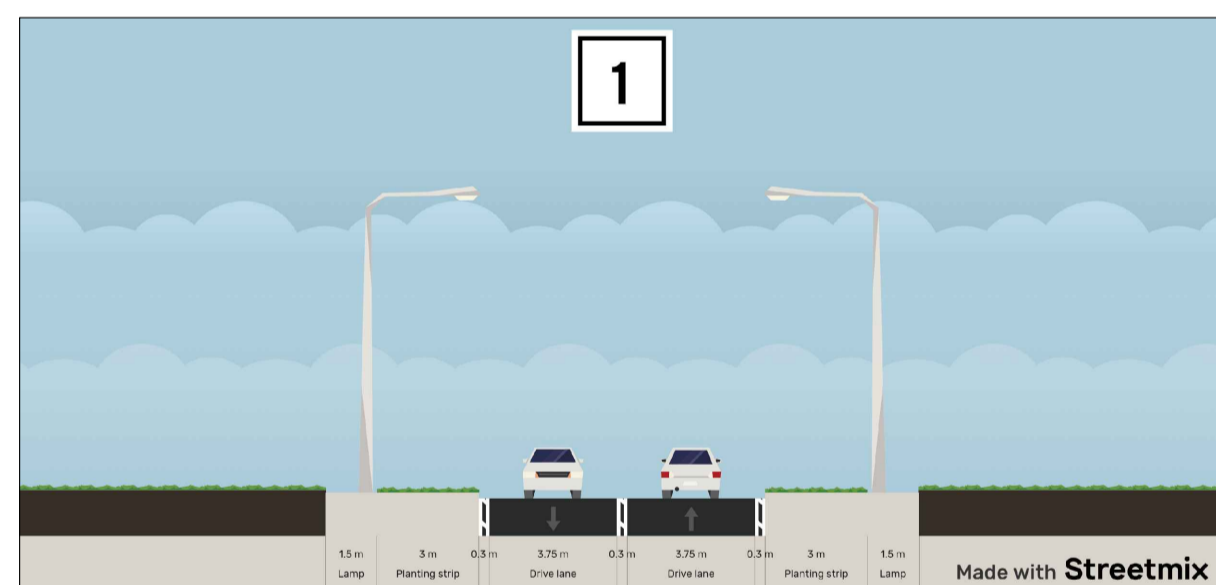 1
1.5 m 3 m 0.3 m 3.75 m 0.3 m 3.75 m 0.3 m 3 m 1.5 m
Lamp Planting strip Drive lane Drive lane Planting strip Lamp
Made with Streetmix